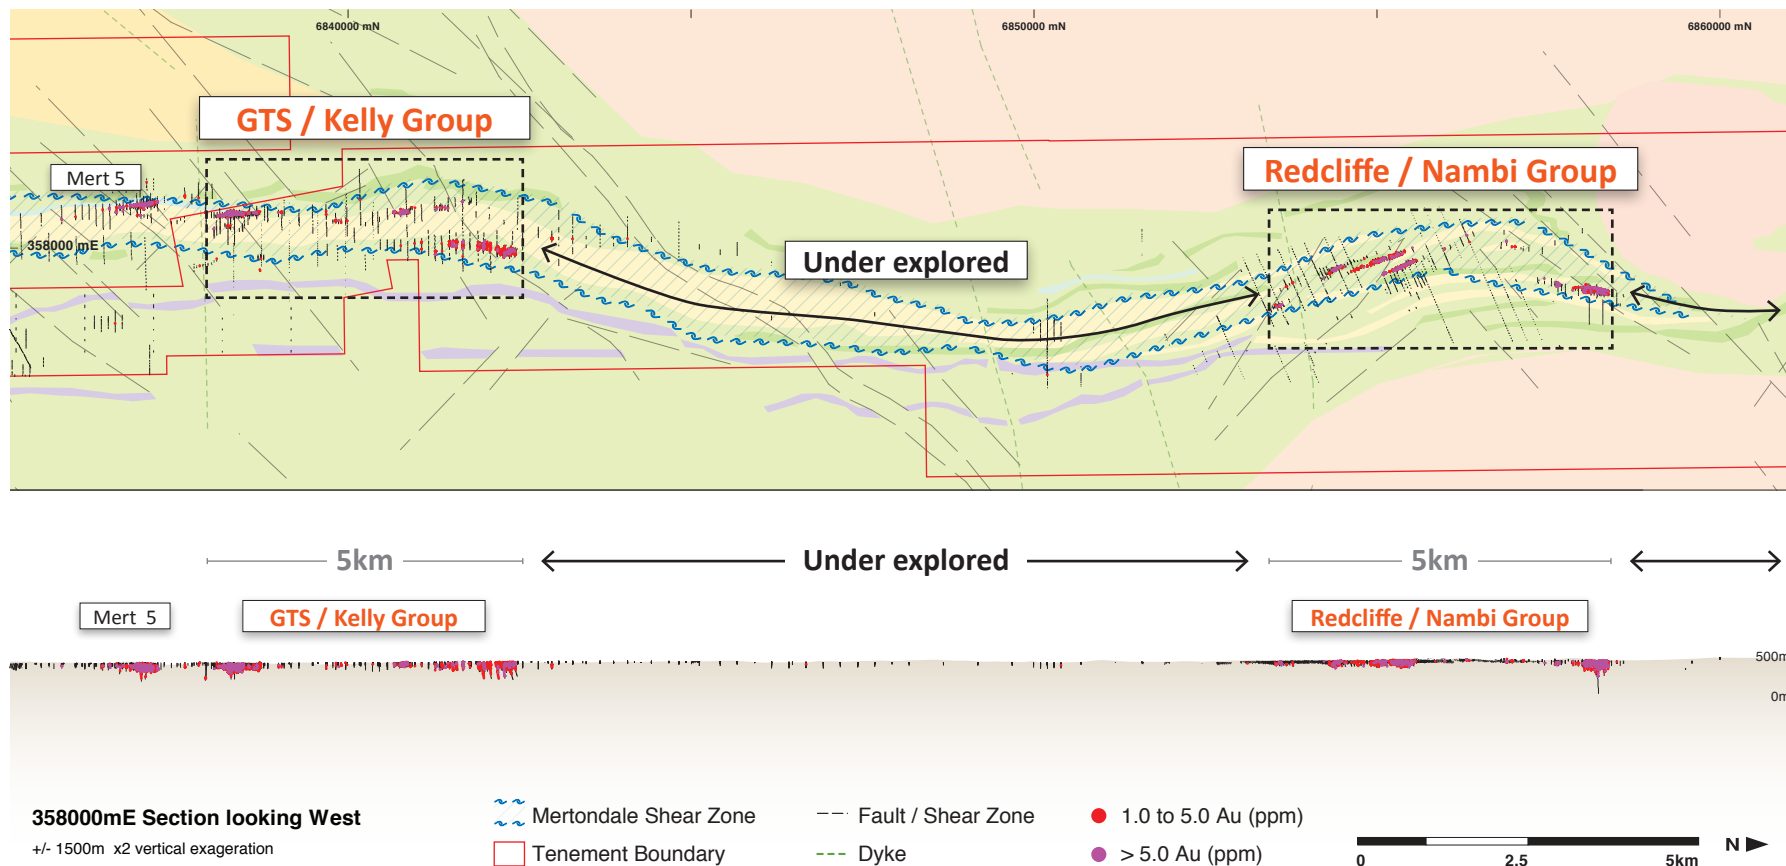 6840000 mN
6850000 mN
6860000 mN
GTS / Kelly Group
Mert 5
Redcliffe / Nambi Group
358000 mE
Under explored
5km
Under explored
5km
Mert 5
GTS / Kelly Group
Redcliffe / Nambi Group
500m
0m
358000mE Section looking West
+/- 1500m x2 vertical exageration
Mertondale Shear Zone
Tenement Boundary
Fault / Shear Zone
Dyke
1.0 to 5.0 Au (ppm)
> 5.0 Au (ppm)
0
2.5
5km
N